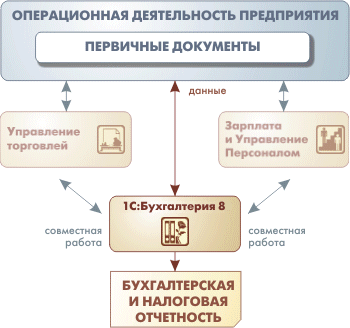 ОПЕРАЦИОННАЯ ДЕЯТЕЛЬНОСТЬ ПРЕДПРИЯТИЯ
ПЕРВИЧНЫЕ ДОКУМЕНТЫ
данные
Управление
торговлей
Зарплата
и Управление
Персоналом
1С:Бухгалтерия 8
совместная
работа
совместная
работа
БУХГАЛТЕРСКАЯ
И НАЛОГОВАЯ
ОТЧЕТНОСТЬ